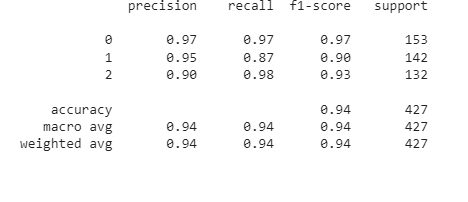 precision recall f1-score support
0 0.97 0.97 0.97 153
1 0.95 0.87 0.90 142
2 0.90 0.98 0.93 132
accuracy 0.94 427
macro avg 0.94 0.94 0.94 427
weighted avg 0.94 0.94 0.94 427